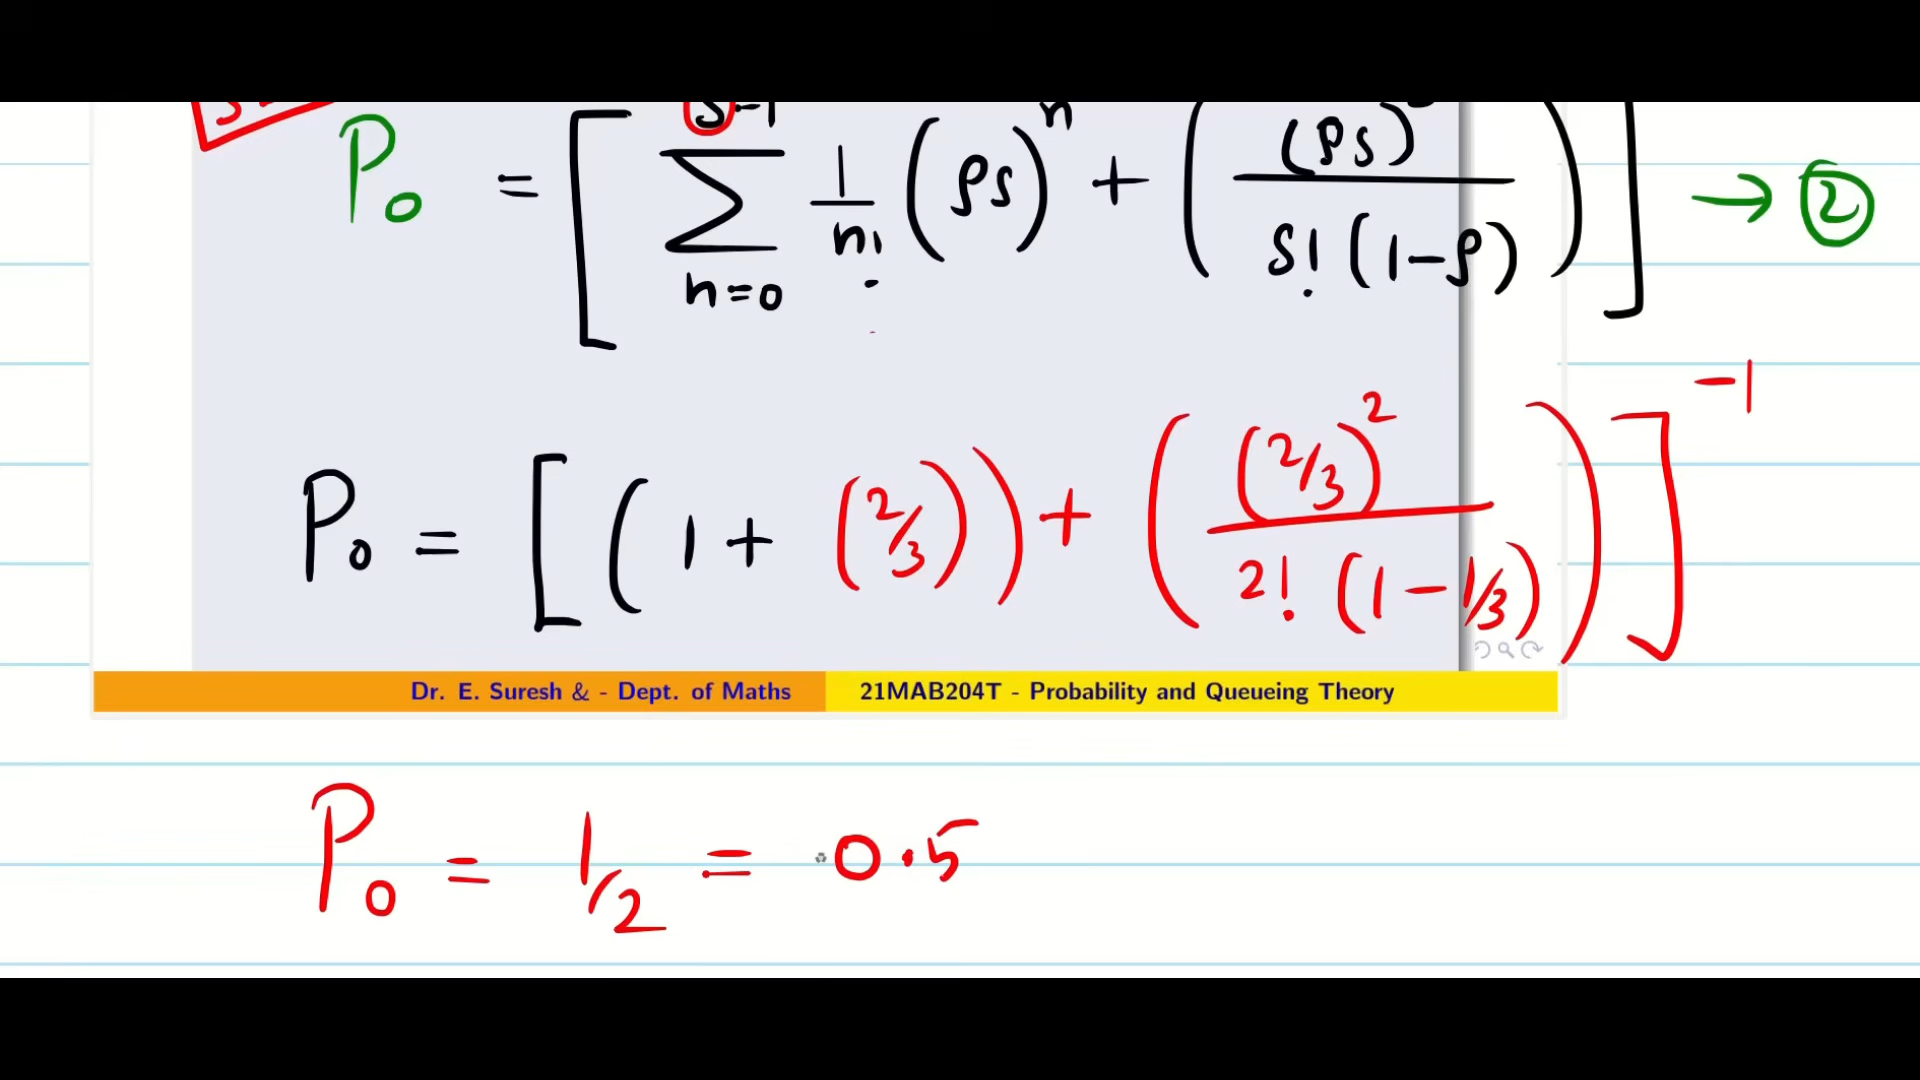 s-1
P₀ = [ ∑ 1/n! (ρs)ⁿ + ( (ρs) / s! (1-ρ) ) ] → ②
n=0
P₀ = [ ( 1 + (2/3) ) + ( (2/3)² / 2! (1 - 1/3) ) ]⁻¹
Dr. E. Suresh & - Dept. of Maths 21MAB204T - Probability and Queueing Theory
P₀ = 1/2 = 0.5